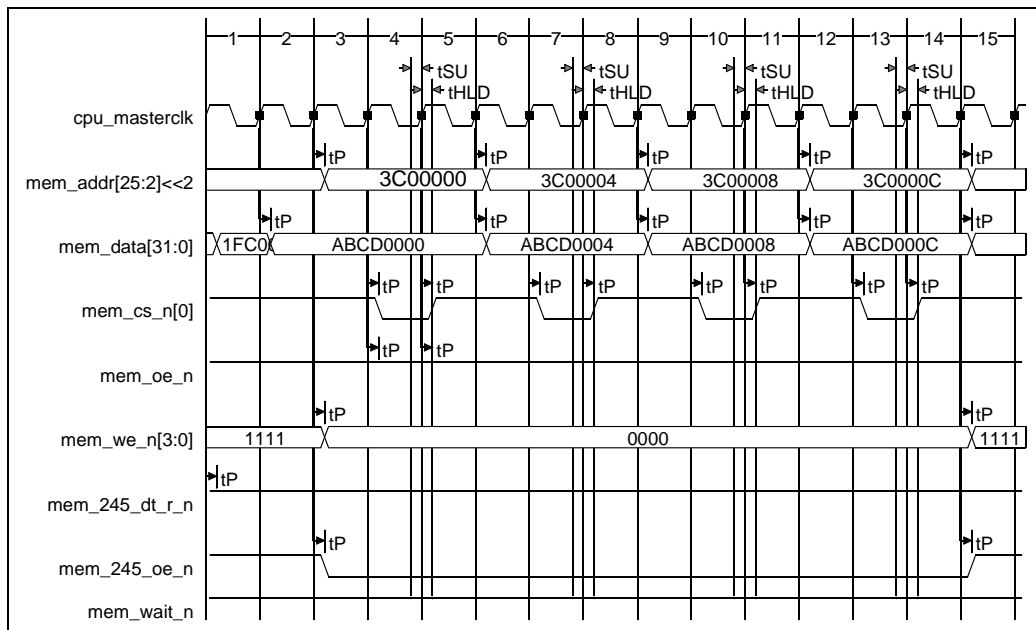 1 2 3 4 5 6 7 8 9 10 11 12 13 14 15
tSU tSU tSU tSU
tHLD tHLD tHLD tHLD
cpu_masterclk
tP tP tP tP tP
mem_addr[25:2]<<2 3C00000 3C00004 3C00008 3C0000C
tP tP tP tP tP
mem_data[31:0] 1FC0 ABCD0000 ABCD0004 ABCD0008 ABCD000C
tP tP tP tP tP tP tP tP
mem_cs_n[0]
tP tP
mem_oe_n
tP tP
mem_we_n[3:0] 1111 0000 1111
tP
mem_245_dt_r_n
tP tP
mem_245_oe_n
mem_wait_n